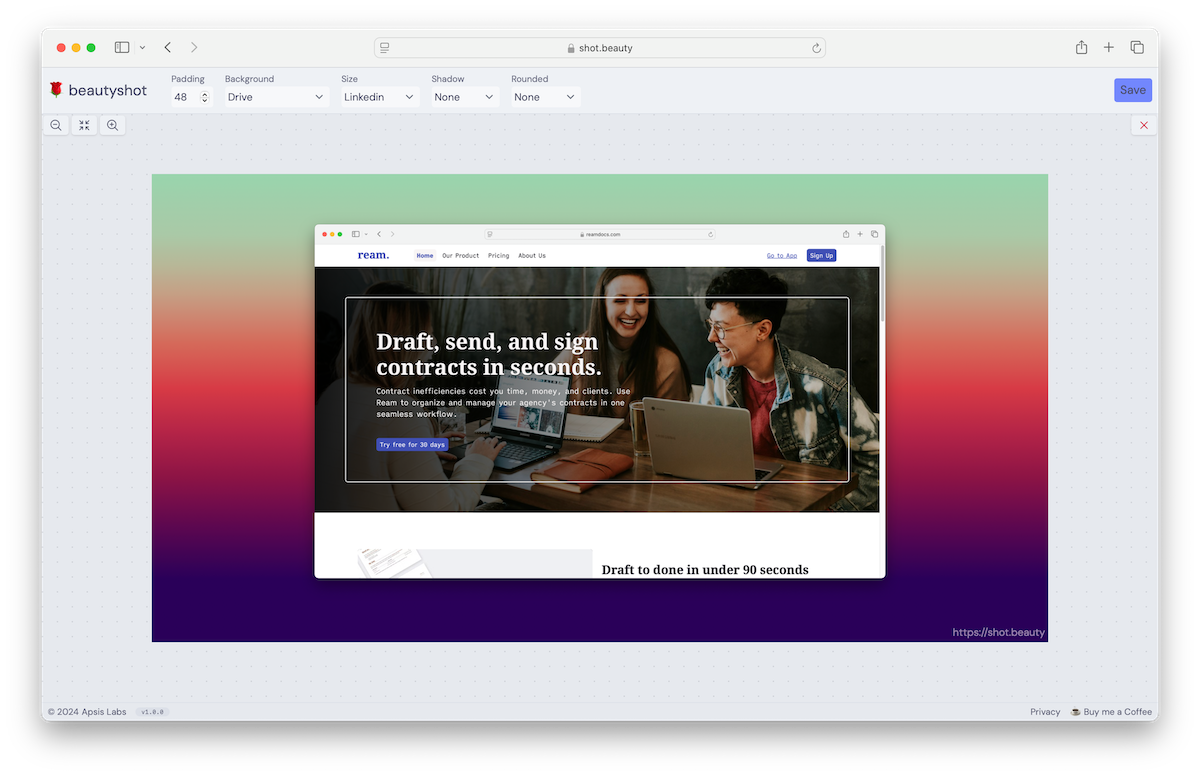 shot.beauty
beautyshot
Padding
48
Background
Drive
Size
Linkedin
Shadow
None
Rounded
None
Save
reamdocs.com
ream.
Home
Our Product
Pricing
About Us
Go to App
Sign Up
Draft, send, and sign
contracts in seconds.
Contract inefficiencies cost you time, money, and clients. Use
Ream to organize and manage your agency's contracts in one
seamless workflow.
Try free for 30 days
Draft to done in under 90 seconds
https://shot.beauty
© 2024 Apsis Labs
v1.0.0
Privacy
☕ Buy me a Coffee